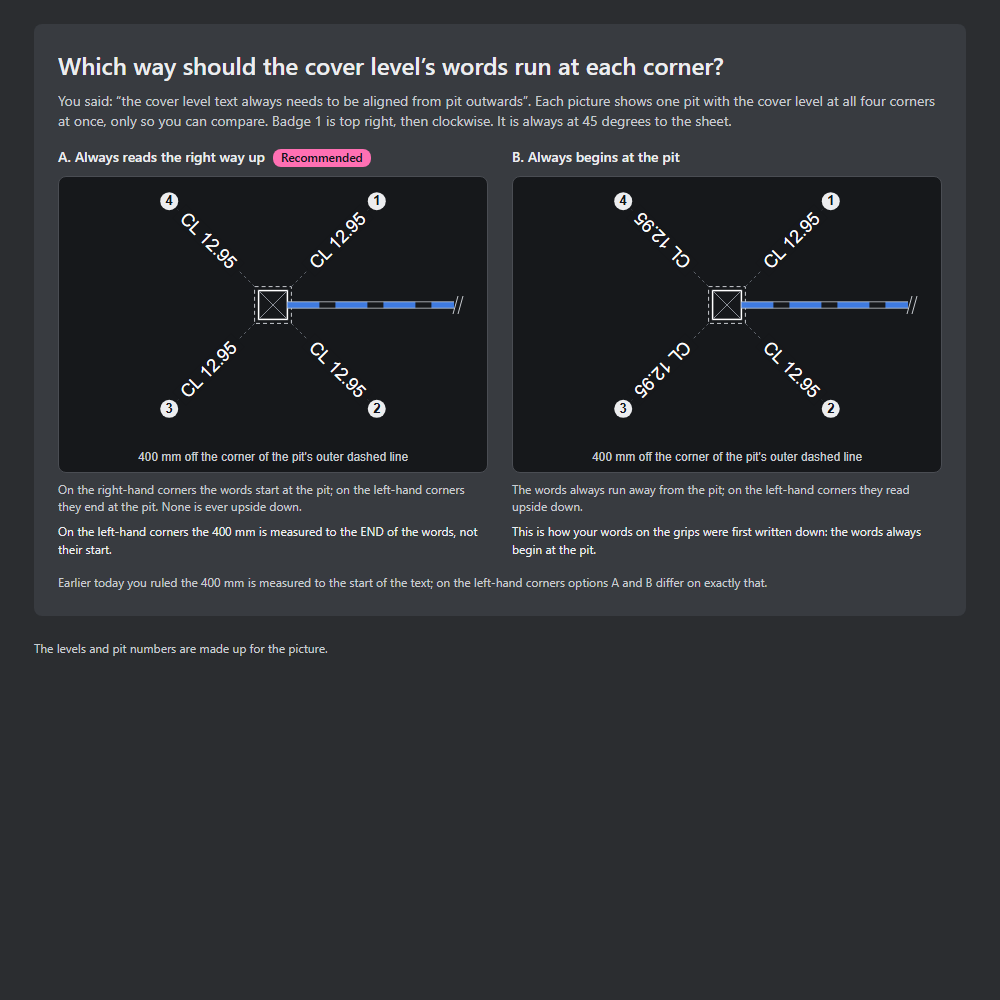 Which way should the cover level’s words run at each corner?
You said: “the cover level text always needs to be aligned from pit outwards”. Each picture shows one pit with the cover level at all four corners
at once, only so you can compare. Badge 1 is top right, then clockwise. It is always at 45 degrees to the sheet.
A. Always reads the right way up Recommended
4
1
CL 12.95
CL 12.95
CL 12.95
CL 12.95
3
2
400 mm off the corner of the pit's outer dashed line
On the right-hand corners the words start at the pit; on the left-hand corners
they end at the pit. None is ever upside down.
On the left-hand corners the 400 mm is measured to the END of the words, not
their start.
B. Always begins at the pit
4
1
CL 12.95
CL 12.95
CL 12.95
CL 12.95
3
2
400 mm off the corner of the pit's outer dashed line
The words always run away from the pit; on the left-hand corners they read
upside down.
This is how your words on the grips were first written down: the words always
begin at the pit.
Earlier today you ruled the 400 mm is measured to the start of the text; on the left-hand corners options A and B differ on exactly that.
The levels and pit numbers are made up for the picture.